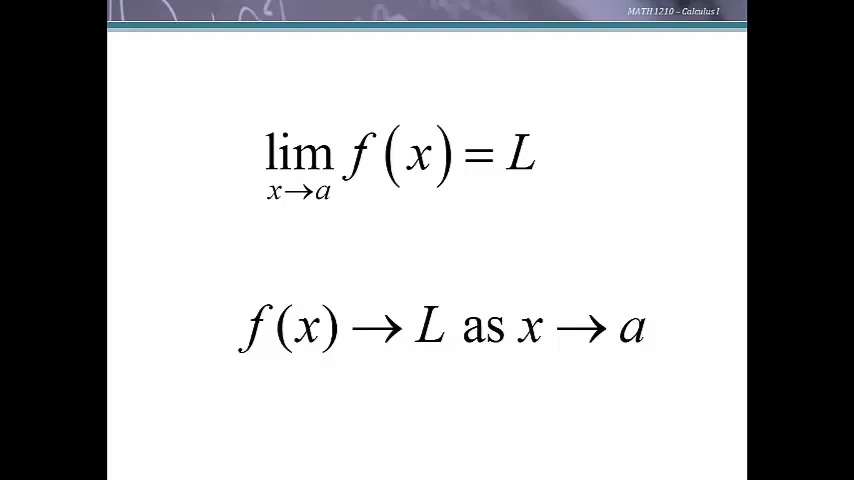 MATH 1210 – Calculus I
lim f(x) = L
x→a
f(x) → L as x → a